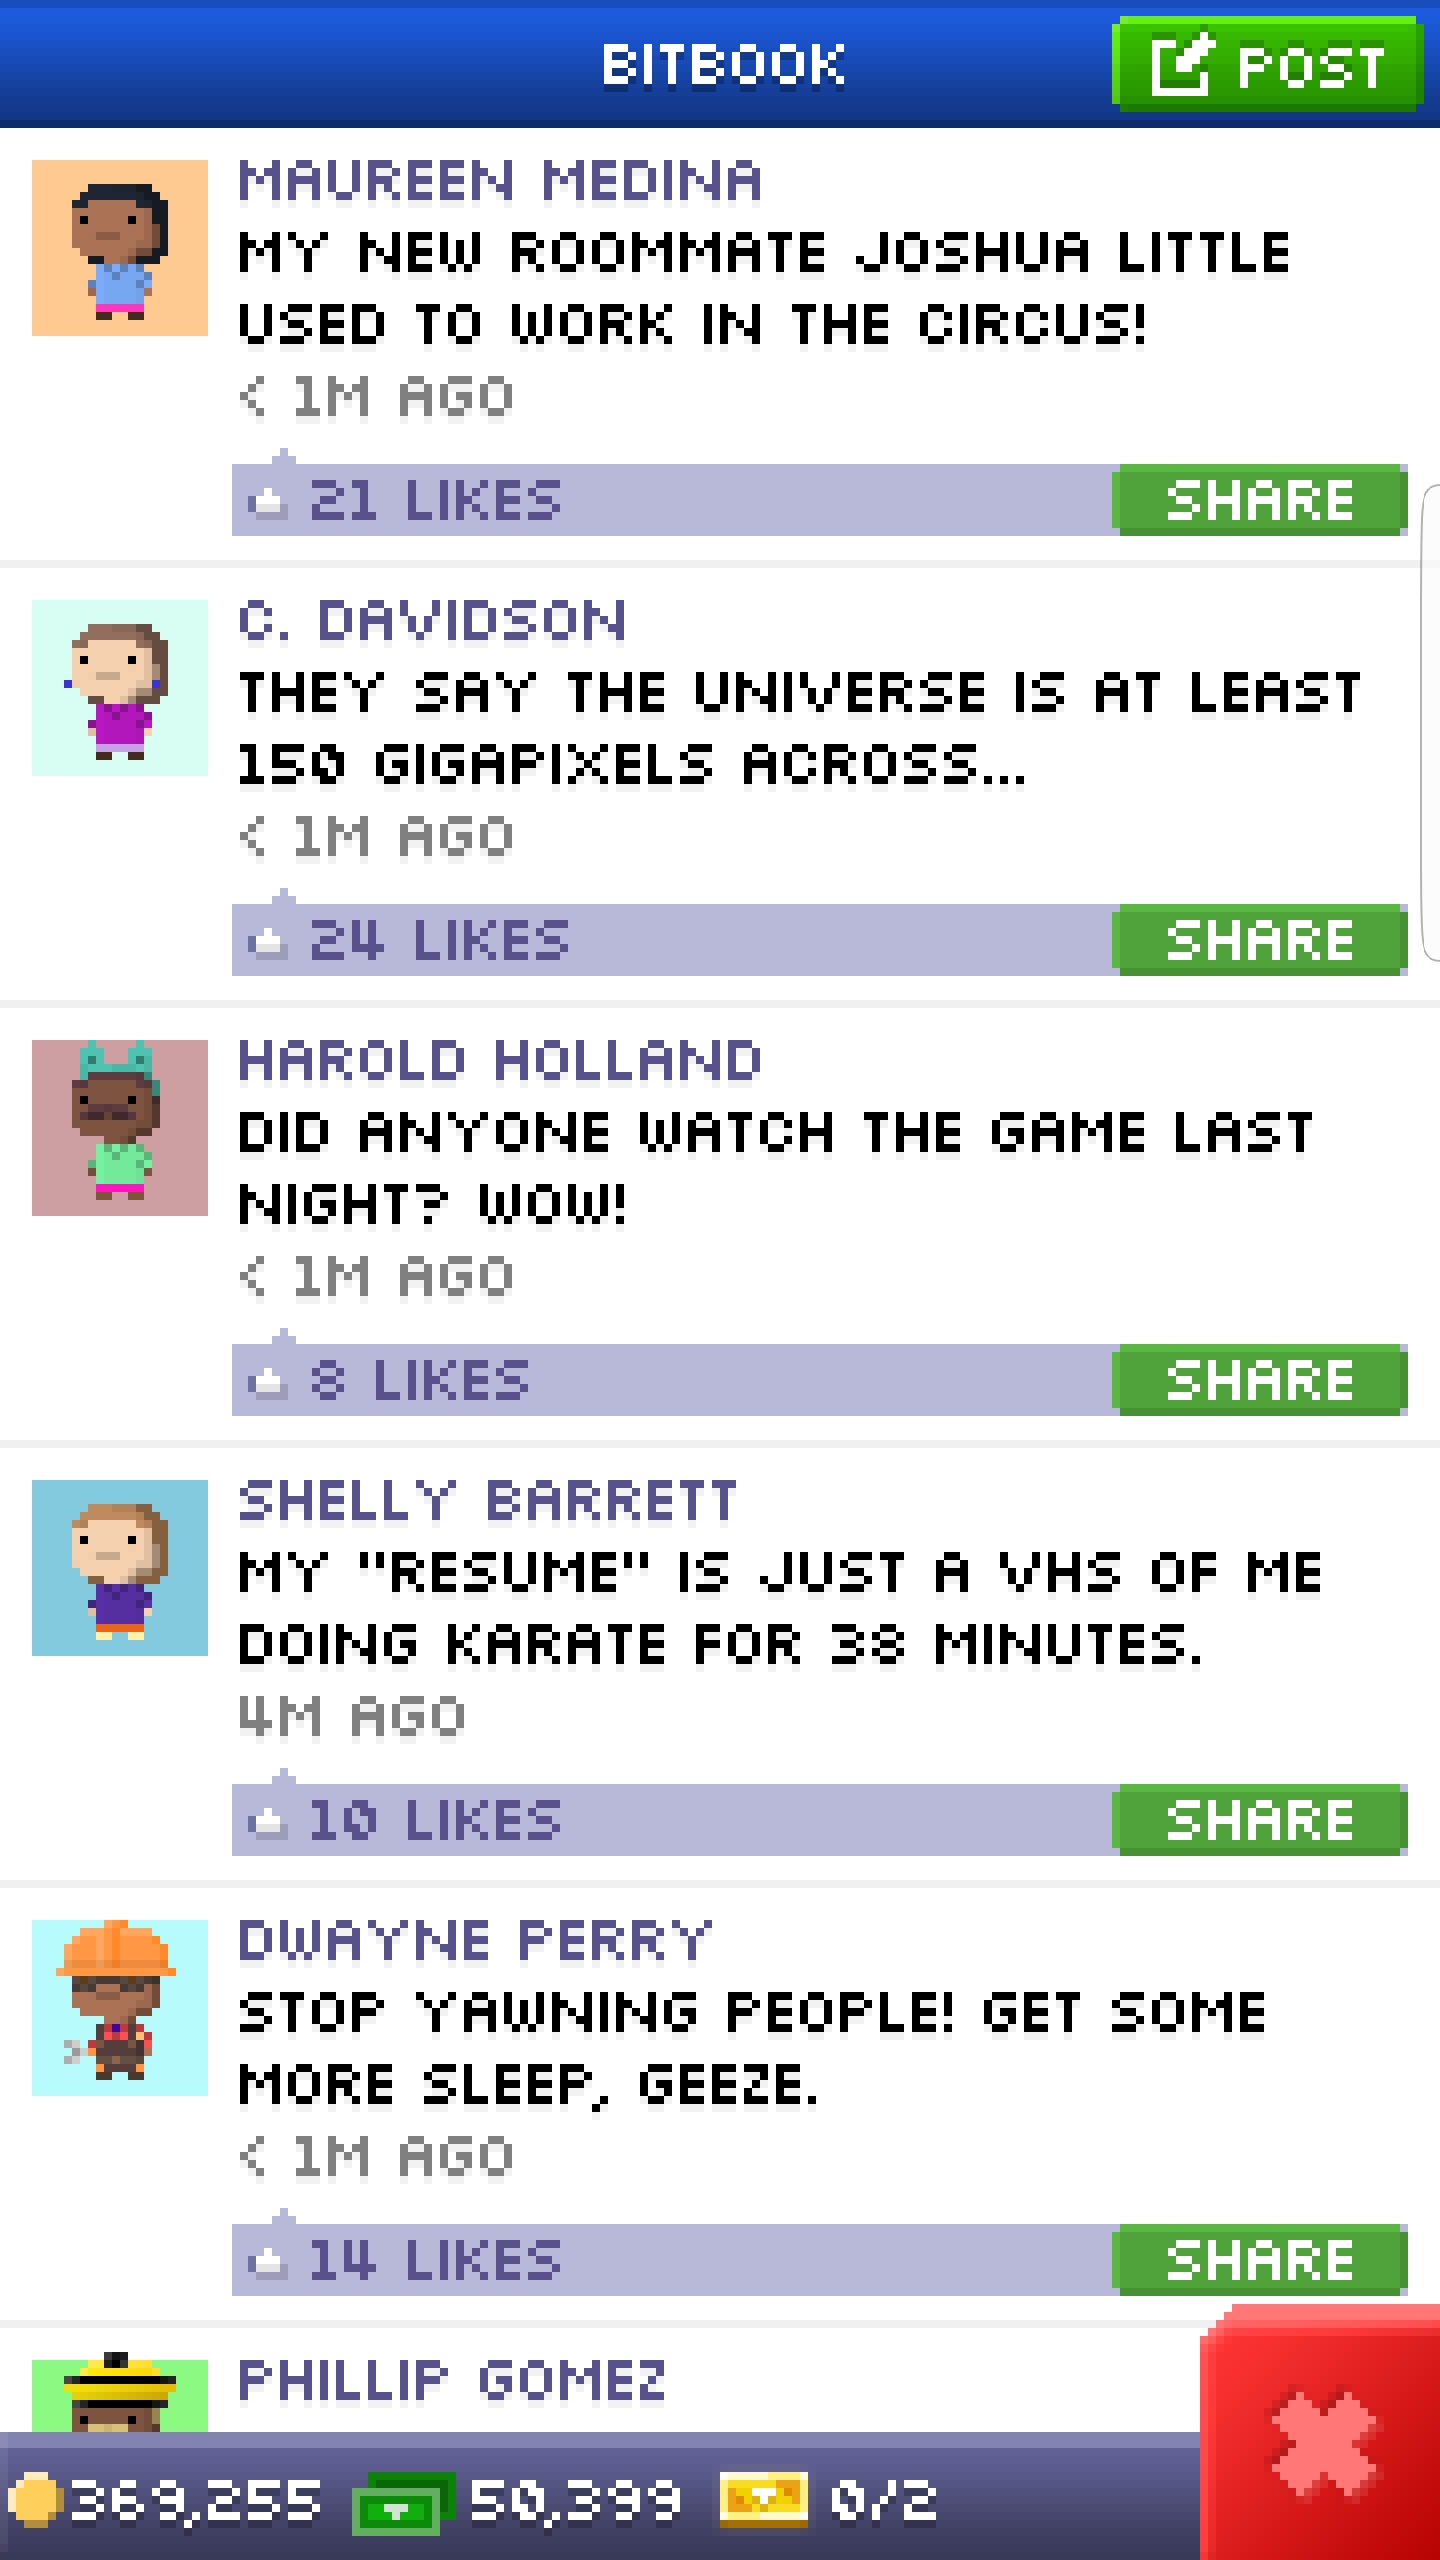 BITBOOK
POST
MAUREEN MEDINA
MY NEW ROOMMATE JOSHUA LITTLE
USED TO WORK IN THE CIRCUS!
< 1M AGO
21 LIKES
SHARE
C. DAVIDSON
THEY SAY THE UNIVERSE IS AT LEAST
150 GIGAPIXELS ACROSS...
< 1M AGO
24 LIKES
SHARE
HAROLD HOLLAND
DID ANYONE WATCH THE GAME LAST
NIGHT? WOW!
< 1M AGO
8 LIKES
SHARE
SHELLY BARRETT
MY "RESUME" IS JUST A VHS OF ME
DOING KARATE FOR 38 MINUTES.
4M AGO
10 LIKES
SHARE
DWAYNE PERRY
STOP YAWNING PEOPLE! GET SOME
MORE SLEEP, GEEZE.
< 1M AGO
14 LIKES
SHARE
PHILLIP GOMEZ
369,255 50,399 0/2